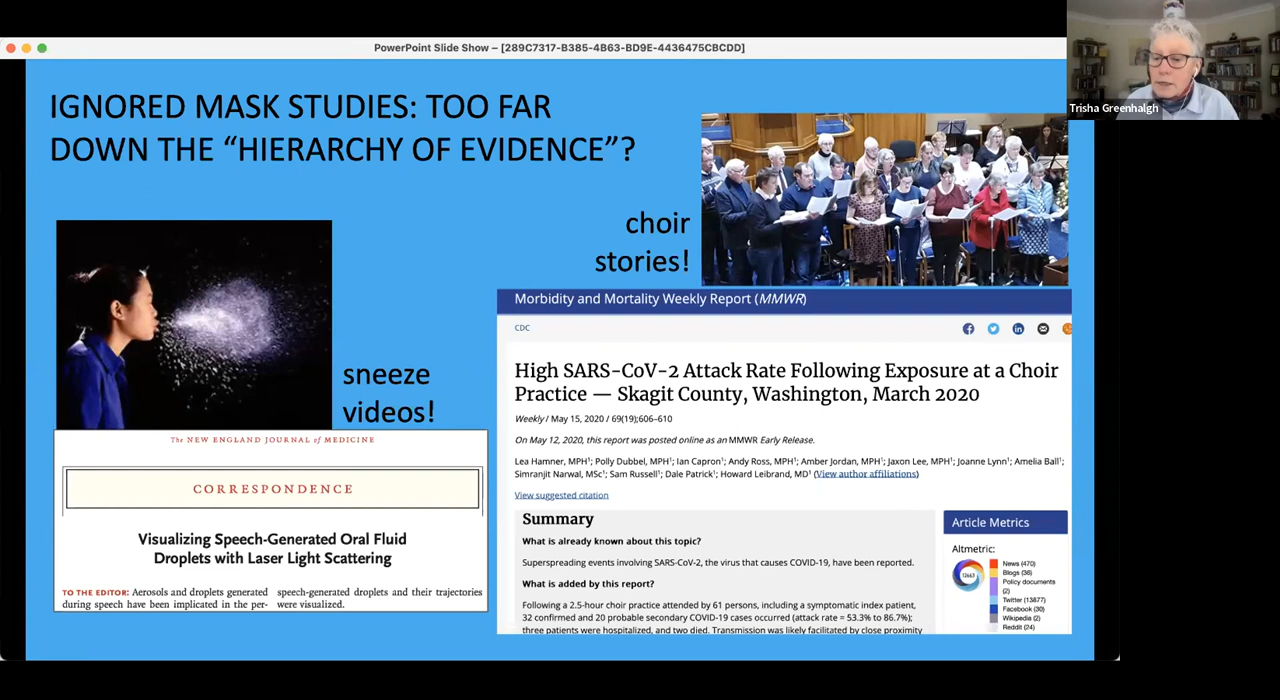 PowerPoint Slide Show – [289C7317-B385-4B63-BD9E-4436475CBCDD]
Trisha Greenhalgh
IGNORED MASK STUDIES: TOO FAR
DOWN THE “HIERARCHY OF EVIDENCE”?
choir
stories!
sneeze
videos!
The NEW ENGLAND JOURNAL of MEDICINE
CORRESPONDENCE
Visualizing Speech-Generated Oral Fluid
Droplets with Laser Light Scattering
TO THE EDITOR: Aerosols and droplets generated
during speech have been implicated in the per-
speech-generated droplets and their trajectories
were visualized.
Morbidity and Mortality Weekly Report (MMWR)
CDC
High SARS-CoV-2 Attack Rate Following Exposure at a Choir
Practice — Skagit County, Washington, March 2020
Weekly / May 15, 2020 / 69(19);606–610
On May 12, 2020, this report was posted online as an MMWR Early Release.
Lea Hamner, MPH1; Polly Dubbel, MPH1; Ian Capron1; Andy Ross, MPH1; Amber Jordan, MPH1; Jaxon Lee, MPH1; Joanne Lynn1; Amelia Ball1;
Simranjit Narwal, MSc1; Sam Russell1; Dale Patrick1; Howard Leibrand, MD1 (View author affiliations)
View suggested citation
Summary
What is already known about this topic?
Superspreading events involving SARS-CoV-2, the virus that causes COVID-19, have been reported.
What is added by this report?
Following a 2.5-hour choir practice attended by 61 persons, including a symptomatic index patient,
32 confirmed and 20 probable secondary COVID-19 cases occurred (attack rate = 53.3% to 86.7%);
three patients were hospitalized, and two died. Transmission was likely facilitated by close proximity
Article Metrics
Altmetric:
News (470)
Blogs (36)
Policy documents
(2)
Twitter (13877)
Facebook (30)
Wikipedia (2)
Reddit (24)